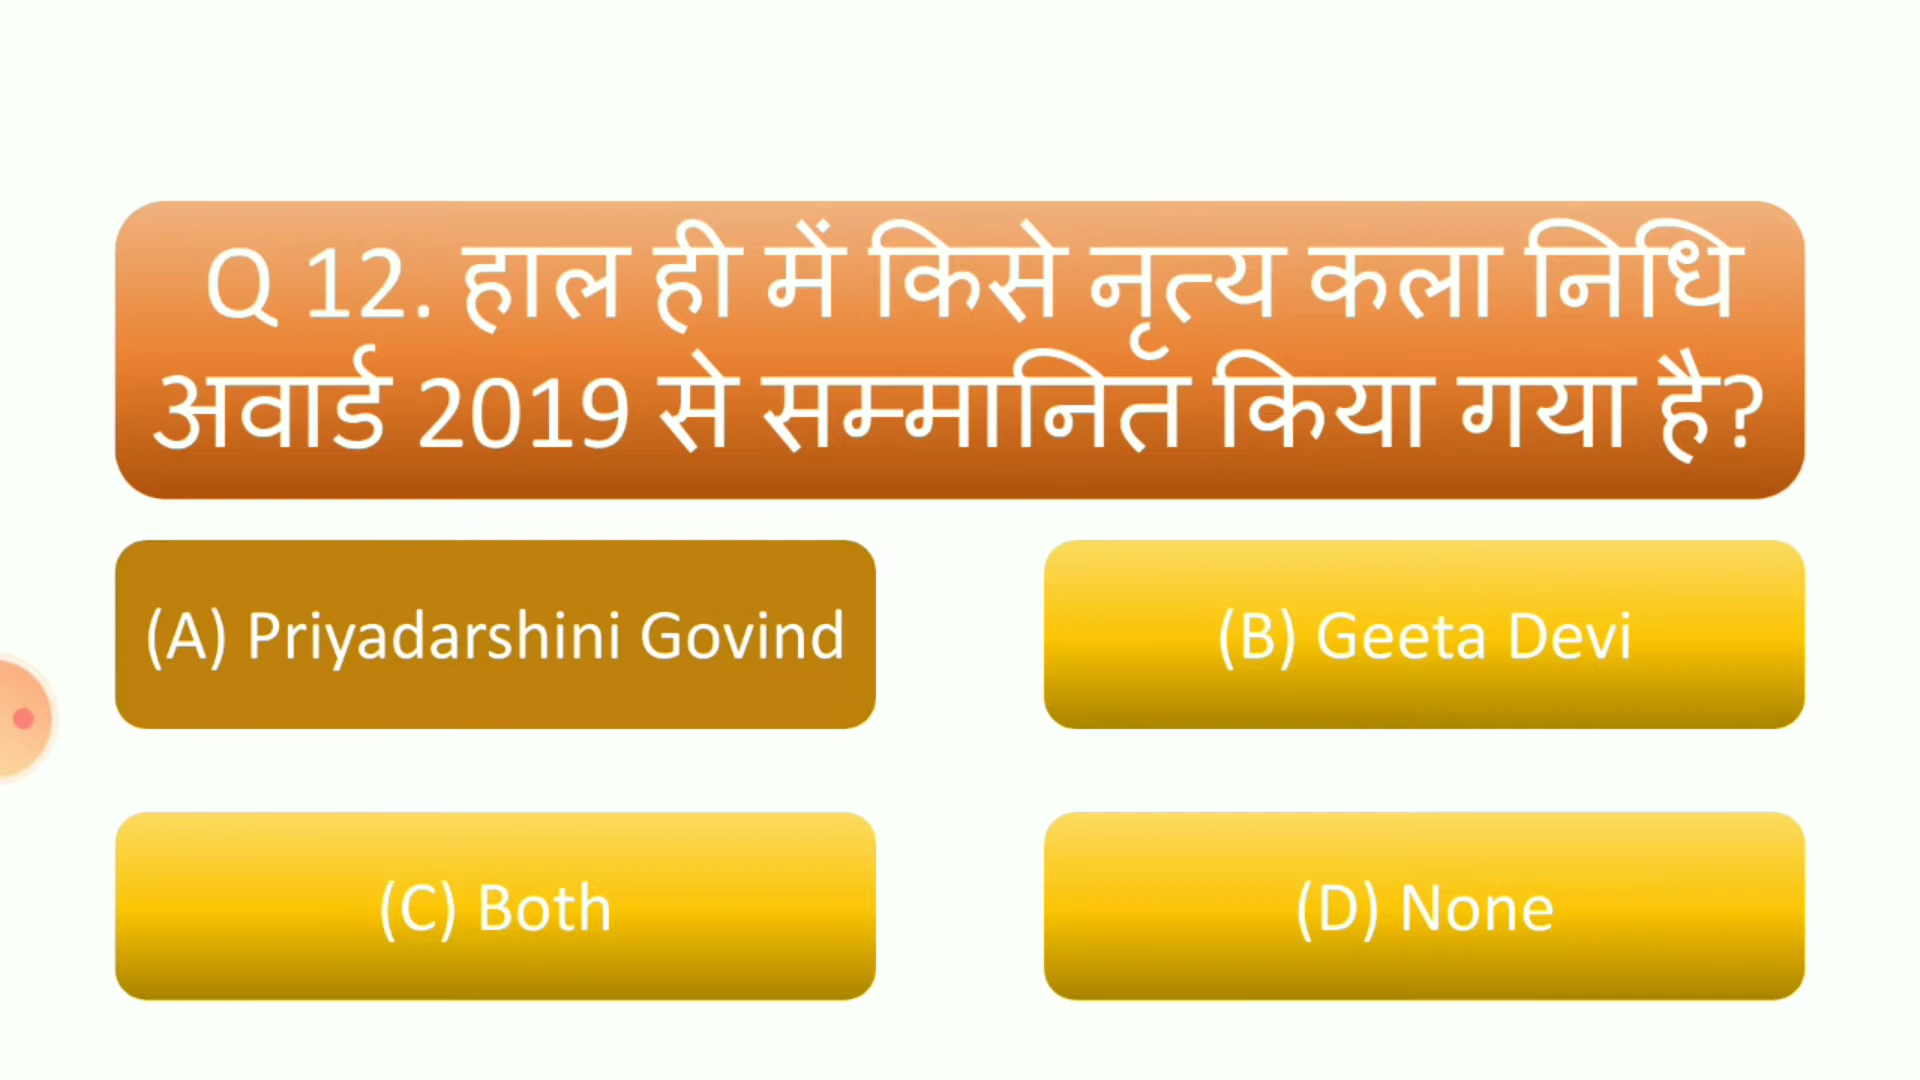 Q 12. हाल ही में किसे नृत्य कला निधि
अवार्ड 2019 से सम्मानित किया गया है?
(A) Priyadarshini Govind
(B) Geeta Devi
(C) Both
(D) None